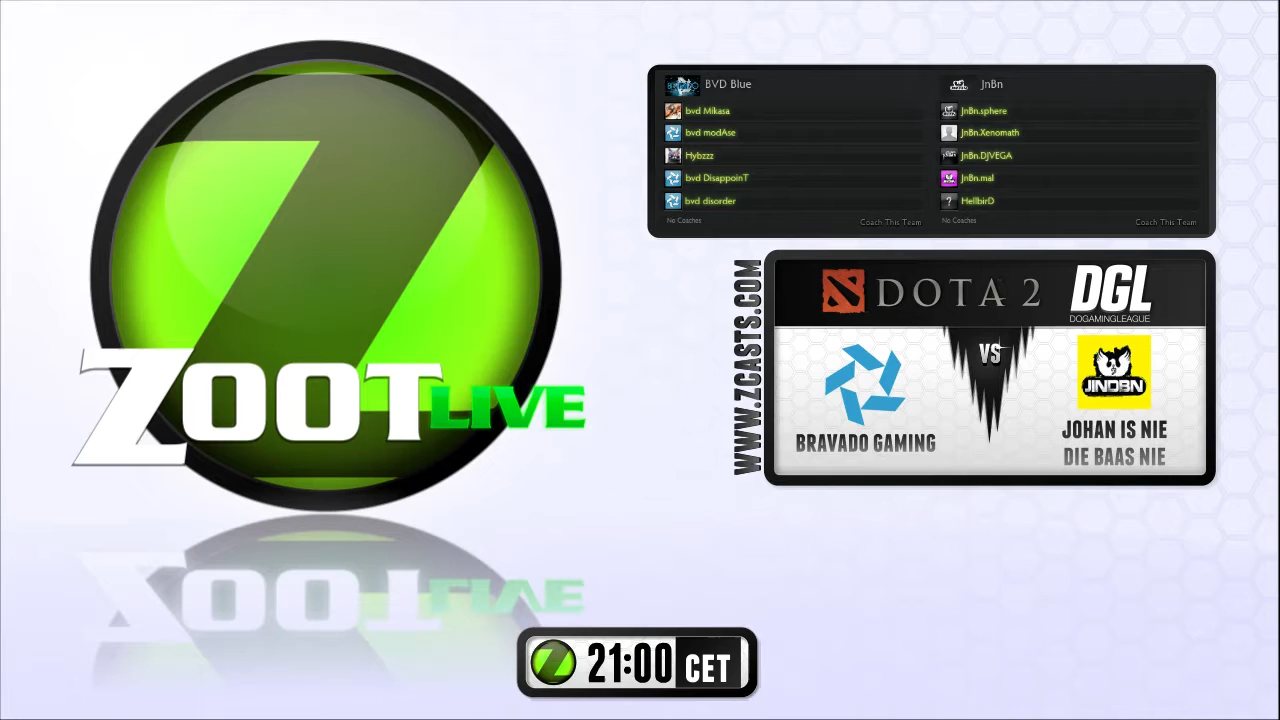 ZOOTLIVE
BVD Blue
bvd Mikasa
bvd modAse
Hybzzz
bvd DisappoinT
bvd disorder
No Coaches
Coach This Team
JnBn
JnBn.sphere
JnBn.Xenomath
JnBn.DJVEGA
JnBn.mal
HellbirD
No Coaches
Coach This Team
WWW.ZCASTS.COM
DOTA 2
DGL
DOGAMINGLEAGUE
VS
BRAVADO GAMING
JINDBN
JOHAN IS NIE
DIE BAAS NIE
21:00 CET